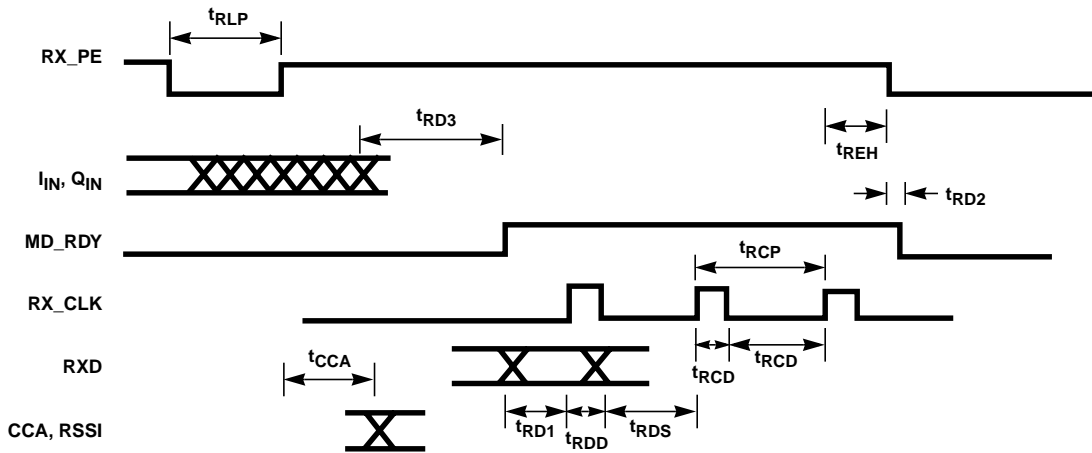 tRLP
RX_PE
tRD3
tREH
IIN, QIN
tRD2
MD_RDY
tRCP
RX_CLK
tCCA
tRCD
tRCD
RXD
tRD1
tRDD
tRDS
CCA, RSSI